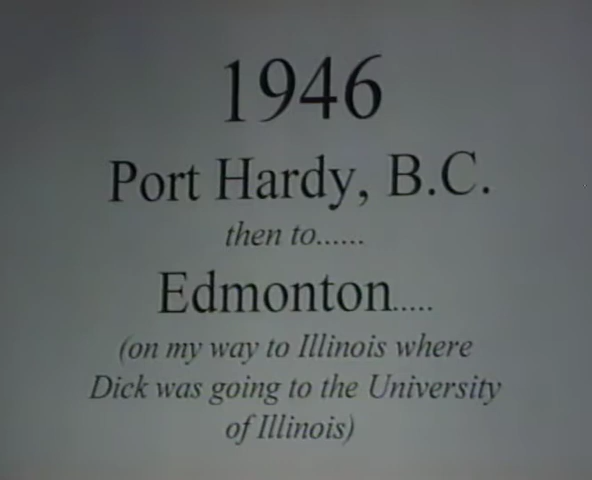 1946
Port Hardy, B.C.
then to......
Edmonton.....
(on my way to Illinois where
Dick was going to the University
of Illinois)